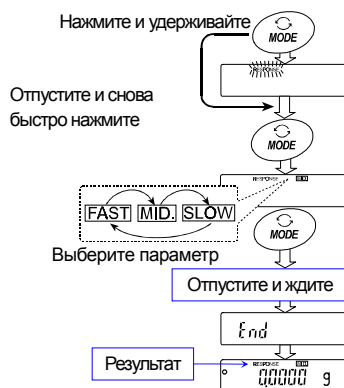 Нажмите и удерживайте
MODE
RESPONSE
Отпустите и снова
быстро нажмите
MODE
RESPONSE
FAST MID. SLOW
MODE
Выберите параметр
Отпустите и ждите
End
RESPONSE
Результат
0.0000 g